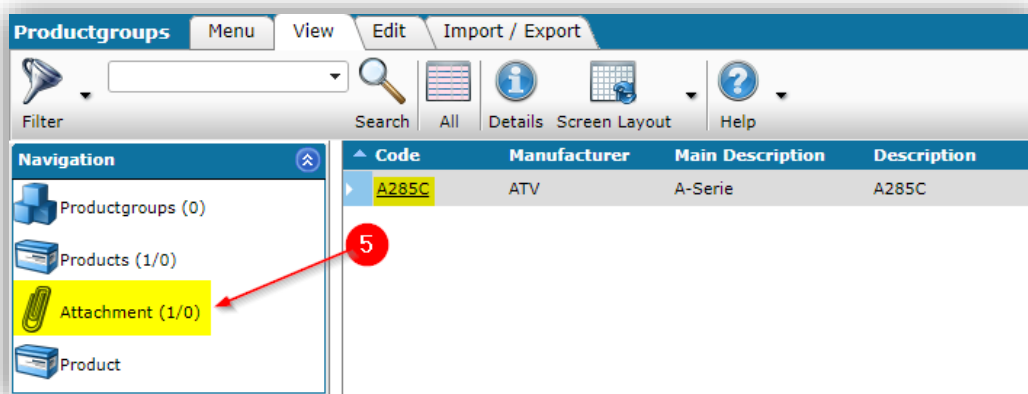 Productgroups Menu View Edit Import / Export
Filter Search All Details Screen Layout Help
Navigation
Productgroups (0)
Products (1/0)
Attachment (1/0)
Product
Code Manufacturer Main Description Description
A285C ATV A-Serie A285C
5